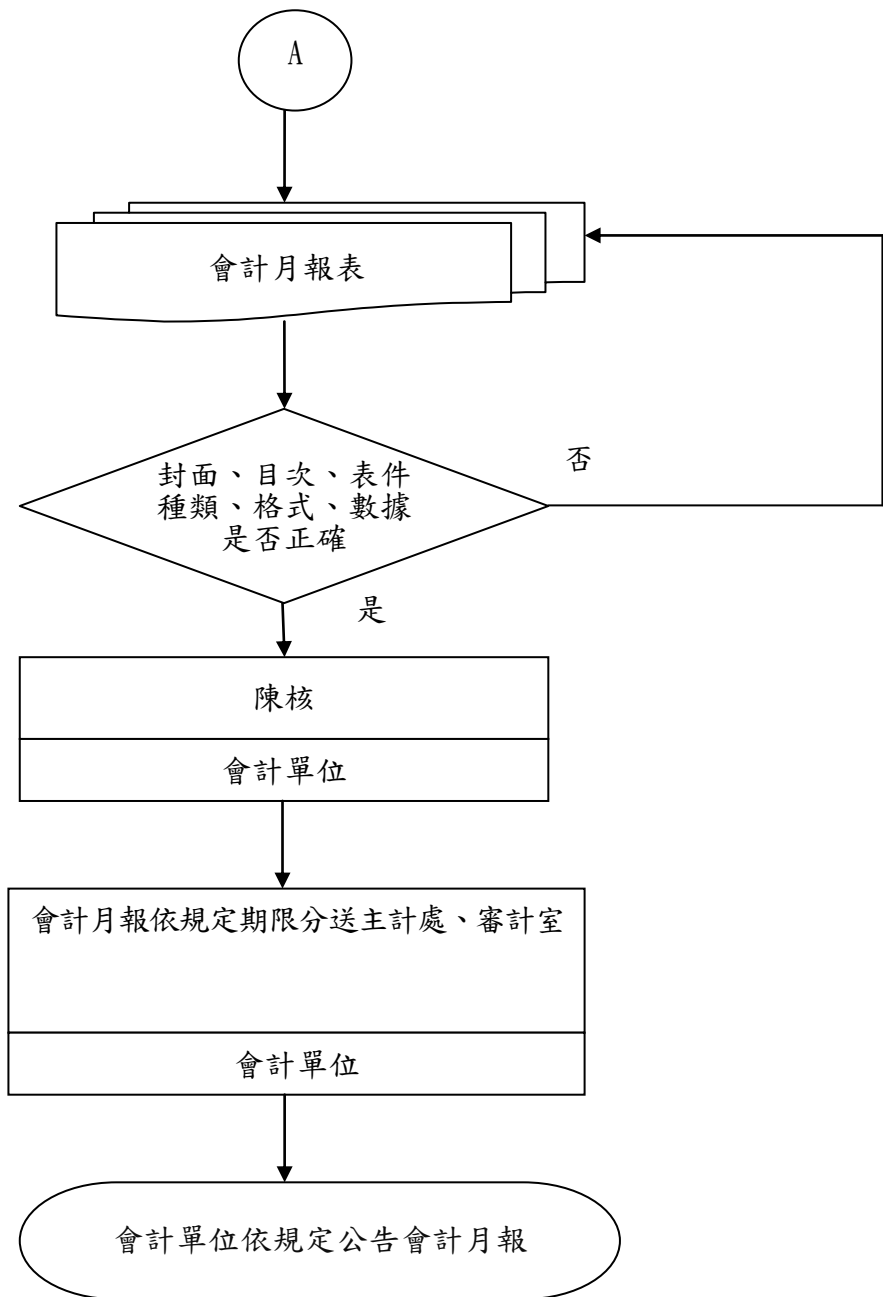 A
會計月報表
否
封面、目次、表件
種類、格式、數據
是否正確
是
陳核
會計單位
會計月報依規定期限分送主計處、審計室
會計單位
會計單位依規定公告會計月報